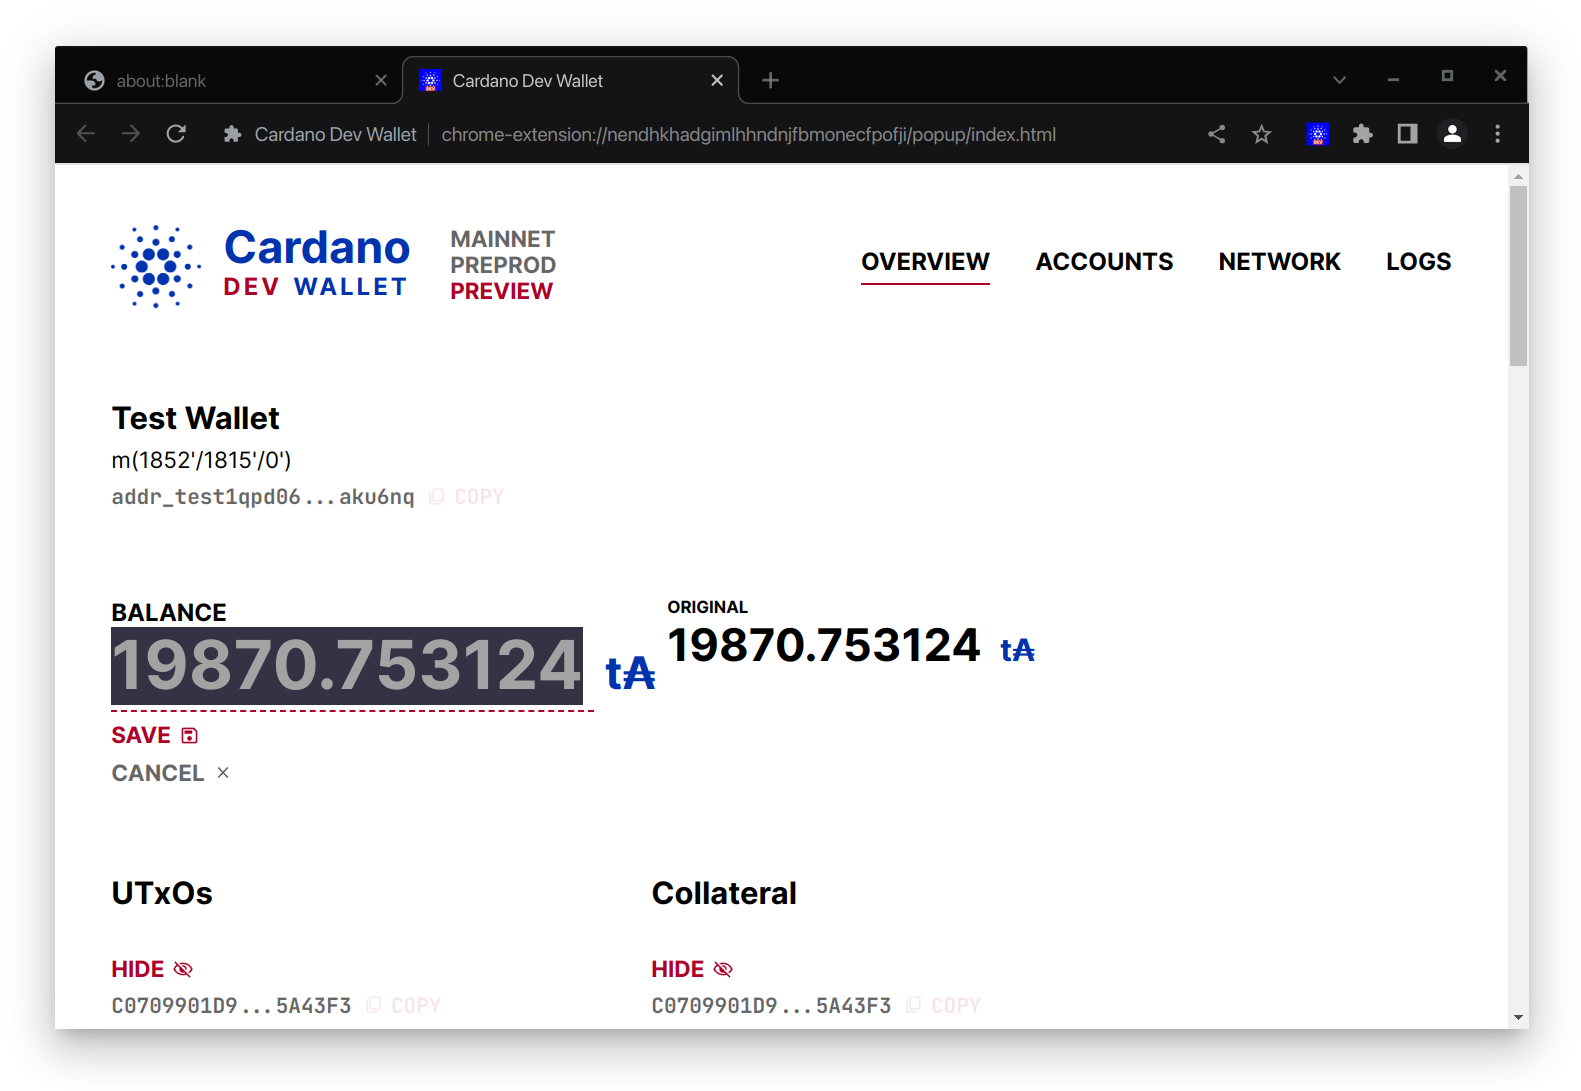 about:blank
Cardano Dev Wallet
Cardano Dev Wallet
chrome-extension://nendhkhadgimlhhndnjfbmonecfpofji/popup/index.html
Cardano
DEV WALLET
MAINNET
PREPROD
PREVIEW
OVERVIEW
ACCOUNTS
NETWORK
LOGS
Test Wallet
m(1852'/1815'/0')
addr_test1qpd06...aku6nq COPY
BALANCE
19870.753124 t₳
SAVE
CANCEL
ORIGINAL
19870.753124 t₳
UTxOs
HIDE
C0709901D9...5A43F3 COPY
Collateral
HIDE
C0709901D9...5A43F3 COPY